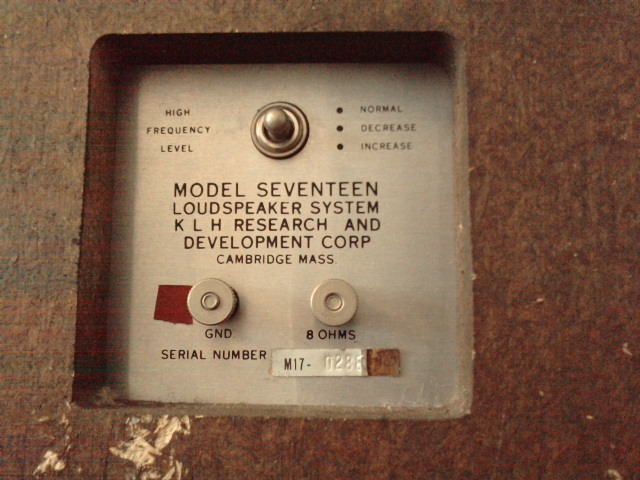 HIGH
FREQUENCY
LEVEL
NORMAL
DECREASE
INCREASE
MODEL SEVENTEEN
LOUDSPEAKER SYSTEM
K L H RESEARCH AND
DEVELOPMENT CORP
CAMBRIDGE MASS.
GND
8 OHMS
SERIAL NUMBER
M17-